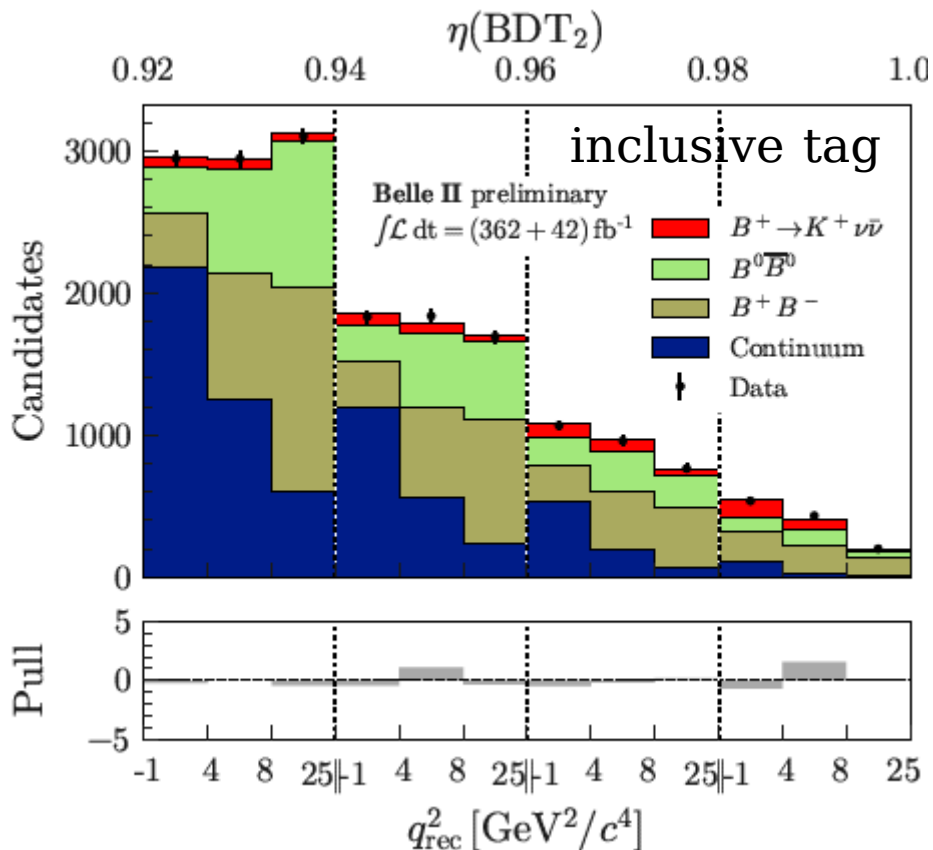 η(BDT₂)
0.92 0.94 0.96 0.98 1.0
inclusive tag
Belle II preliminary
∫ℒ dt = (362 + 42) fb⁻¹
B⁺→K⁺νν̄
B⁰B̅⁰
B⁺B⁻
Continuum
Data
Candidates
3000
2000
1000
0
Pull
5
0
−5
-1 4 8 25||-1 4 8 25||-1 4 8 25||-1 4 8 25
q²rec [GeV²/c⁴]